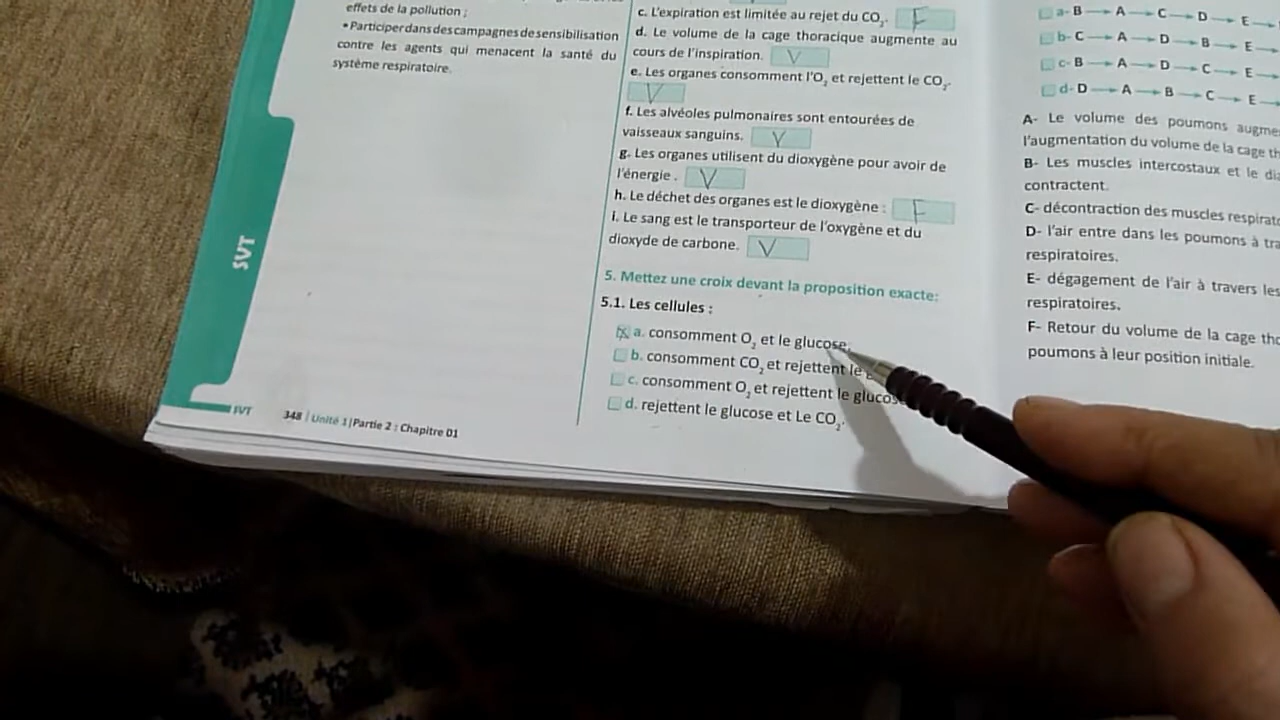 effets de la pollution ;
• Participer dans des campagnes de sensibilisation
contre les agents qui menacent la santé du
système respiratoire.
SVT
SVT
348 | Unité 1 | Partie 2 : Chapitre 01
c. L'expiration est limitée au rejet du CO₂. F
d. Le volume de la cage thoracique augmente au
cours de l'inspiration. V
e. Les organes consomment l'O₂ et rejettent le CO₂.
V
f. Les alvéoles pulmonaires sont entourées de
vaisseaux sanguins. V
g. Les organes utilisent du dioxygène pour avoir de
l'énergie . V
h. Le déchet des organes est le dioxygène : F
i. Le sang est le transporteur de l'oxygène et du
dioxyde de carbone. V
5. Mettez une croix devant la proposition exacte:
5.1. Les cellules :
x a. consomment O₂ et le glucose.
b. consomment CO₂ et rejettent le
c. consomment O₂ et rejettent le
d. rejettent le glucose et Le CO₂.
a- B → A → C → D → E →
b- C → A → D → B → E →
c- B → A → D → C → E →
d- D → A → B → C → E →
A- Le volume des poumons
l'augmentation du volume de la cage
B- Les muscles intercostaux et le
contractent.
C- décontraction des muscles
D- l'air entre dans les poumons à
respiratoires.
E- dégagement de l'air à travers les
respiratoires.
F- Retour du volume de la cage
poumons à leur position initiale.